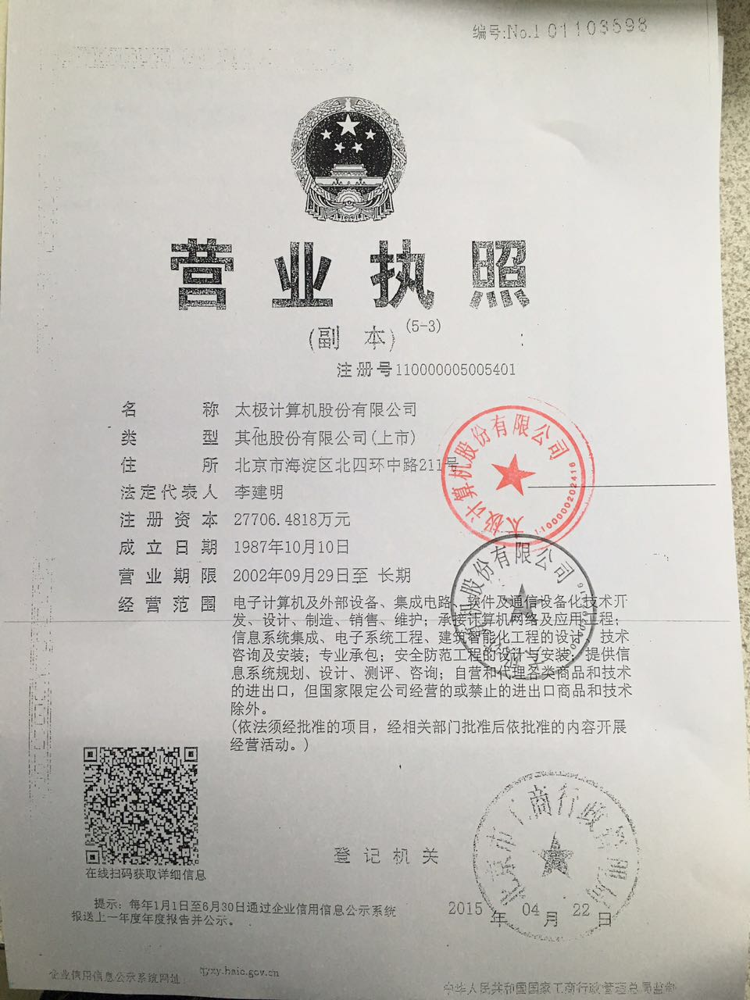 编号:No.1 01103598
营业执照
(副 本) (5-3)
注册号110000005005401
名 称 太极计算机股份有限公司
类 型 其他股份有限公司(上市)
住 所 北京市海淀区北四环中路211号
法定代表人 李建明
注册资本 27706.4818万元
成立日期 1987年10月10日
营业期限 2002年09月29日至 长期
经营范围 电子计算机及外部设备、集成电路、软件及通信设备化技术开
发、设计、制造、销售、维护；承接计算机网络及应用工程；
信息系统集成、电子系统工程、建筑智能化工程的设计、技术
咨询及安装；专业承包；安全防范工程的设计与安装；提供信
息系统规划、设计、测评、咨询；自营和代理各类商品和技术
的进出口，但国家限定公司经营的或禁止的进出口商品和技术
除外。
(依法须经批准的项目，经相关部门批准后依批准的内容开展
经营活动。)
太极计算机股份有限公司
1100000202419
机股份有限公司
在线扫码获取详细信息
登记机关
北京市工商行政管理局
2015年 04月 22日
提示：每年1月1日至6月30日通过企业信用信息公示系统
报送上一年度年度报告并公示。
企业信用信息公示系统网址: qyxy.baic.gov.cn
中华人民共和国国家工商行政管理总局监制